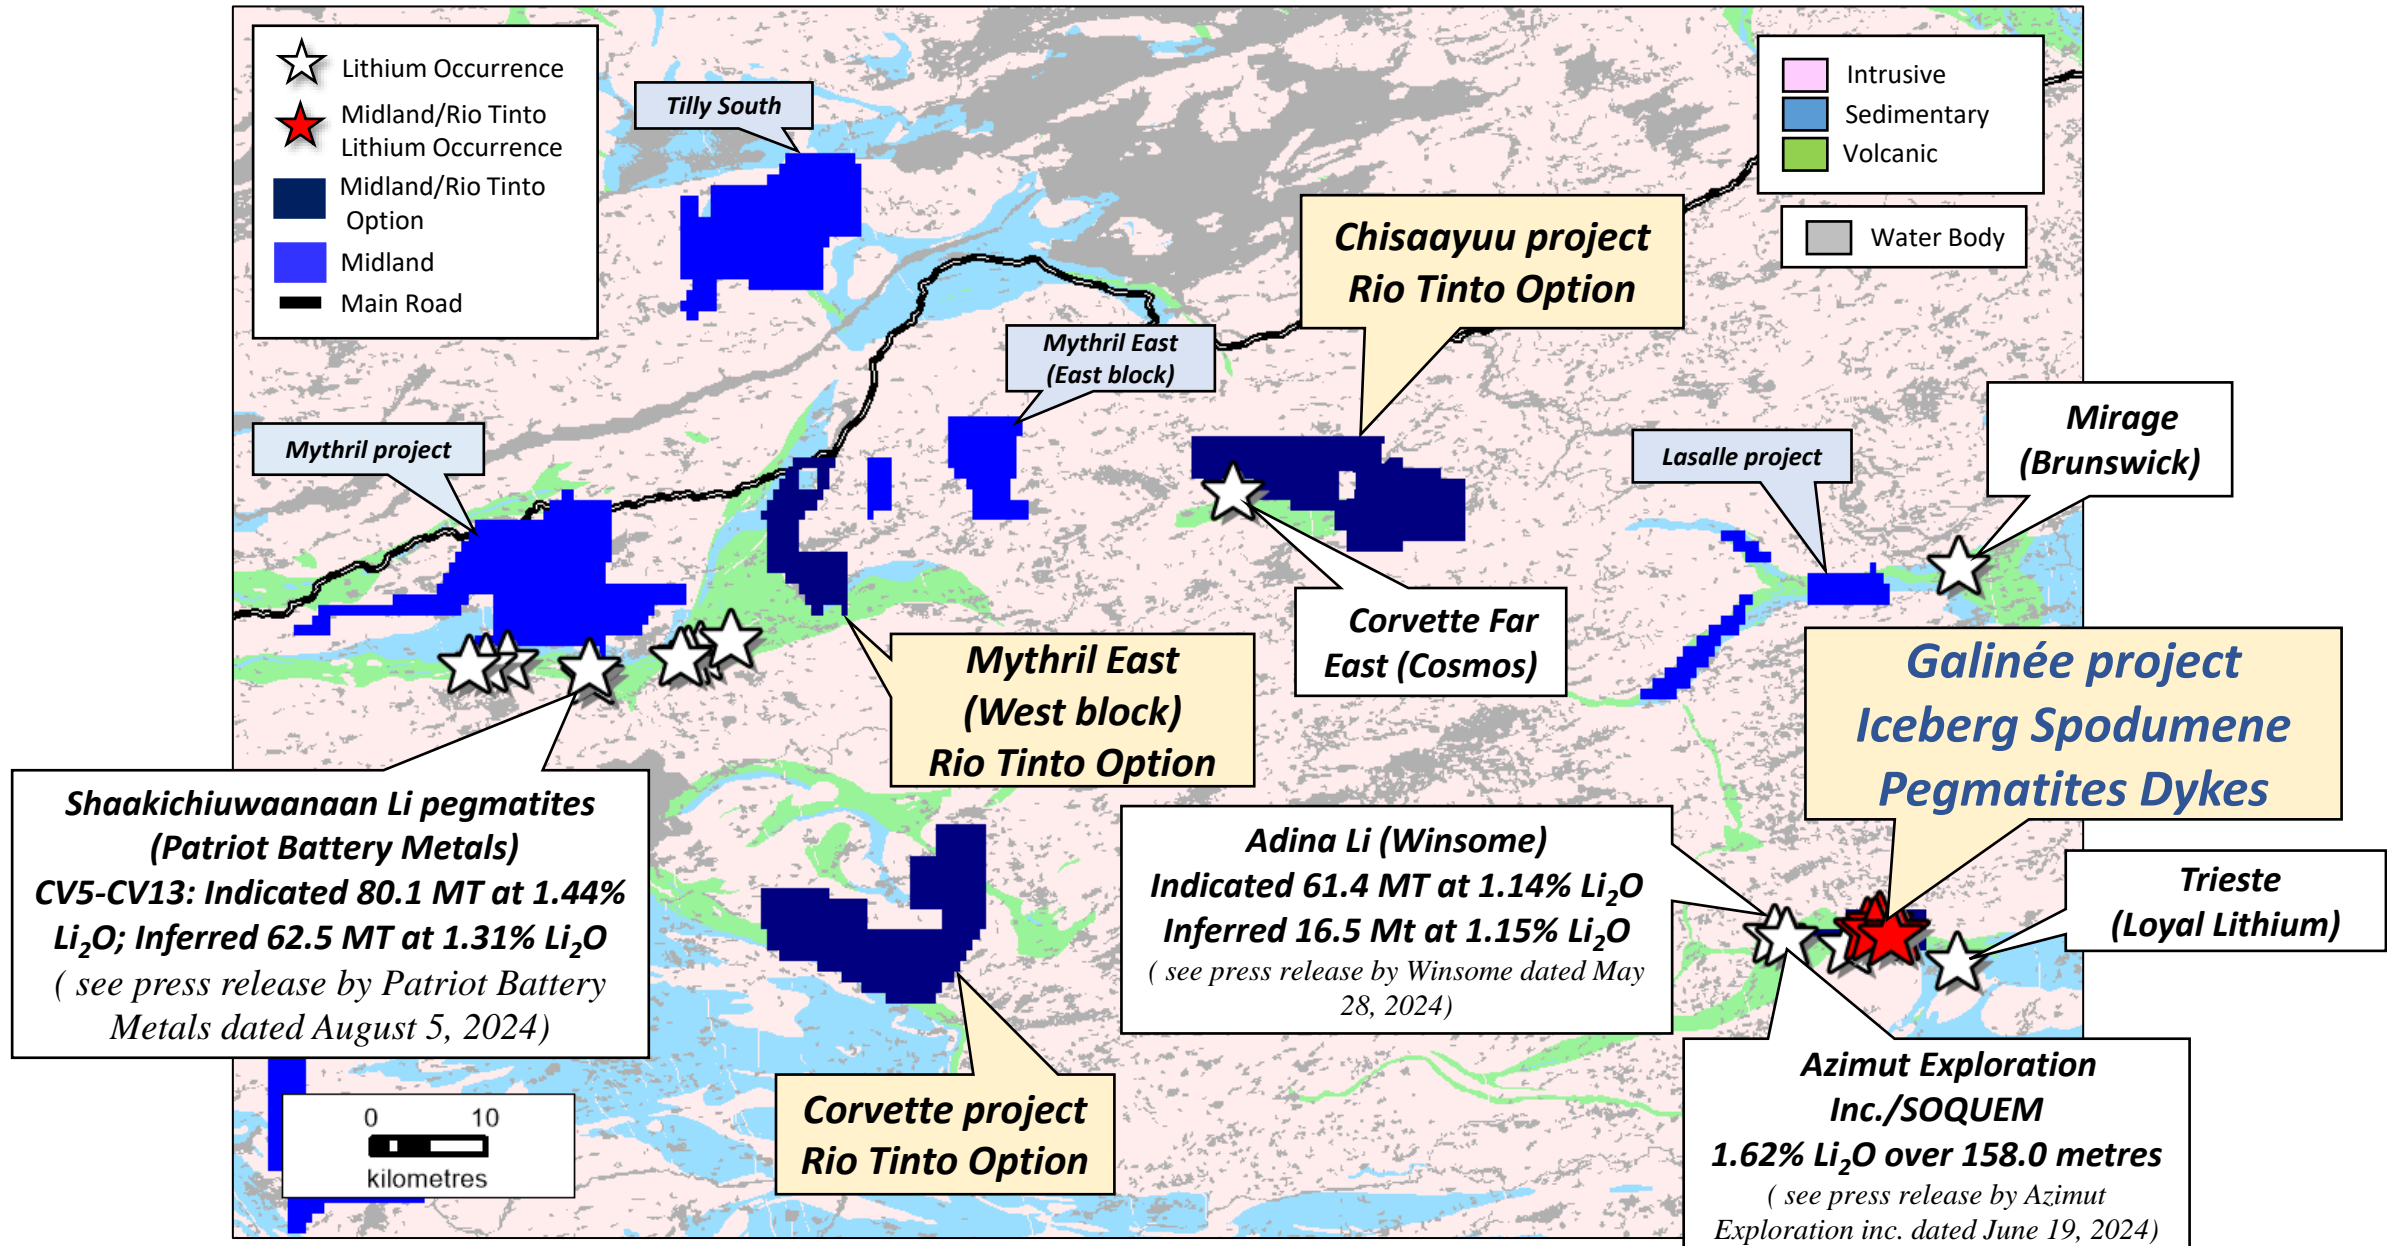 Lithium Occurrence
Midland/Rio Tinto
Lithium Occurrence
Midland/Rio Tinto
Option
Midland
Main Road
Tilly South
Intrusive
Sedimentary
Volcanic
Water Body
Chisaayuu project
Rio Tinto Option
Mythril East
(East block)
Mythril project
Lasalle project
Mirage
(Brunswick)
Corvette Far
East (Cosmos)
Mythril East
(West block)
Rio Tinto Option
Galinée project
Iceberg Spodumene
Pegmatites Dykes
Shaakichiuwaanaan Li pegmatites
(Patriot Battery Metals)
CV5-CV13: Indicated 80.1 MT at 1.44%
Li₂O; Inferred 62.5 MT at 1.31% Li₂O
( see press release by Patriot Battery
Metals dated August 5, 2024)
Adina Li (Winsome)
Indicated 61.4 MT at 1.14% Li₂O
Inferred 16.5 Mt at 1.15% Li₂O
( see press release by Winsome dated May
28, 2024)
Trieste
(Loyal Lithium)
Corvette project
Rio Tinto Option
Azimut Exploration
Inc./SOQUEM
1.62% Li₂O over 158.0 metres
( see press release by Azimut
Exploration inc. dated June 19, 2024)
0 10
kilometres